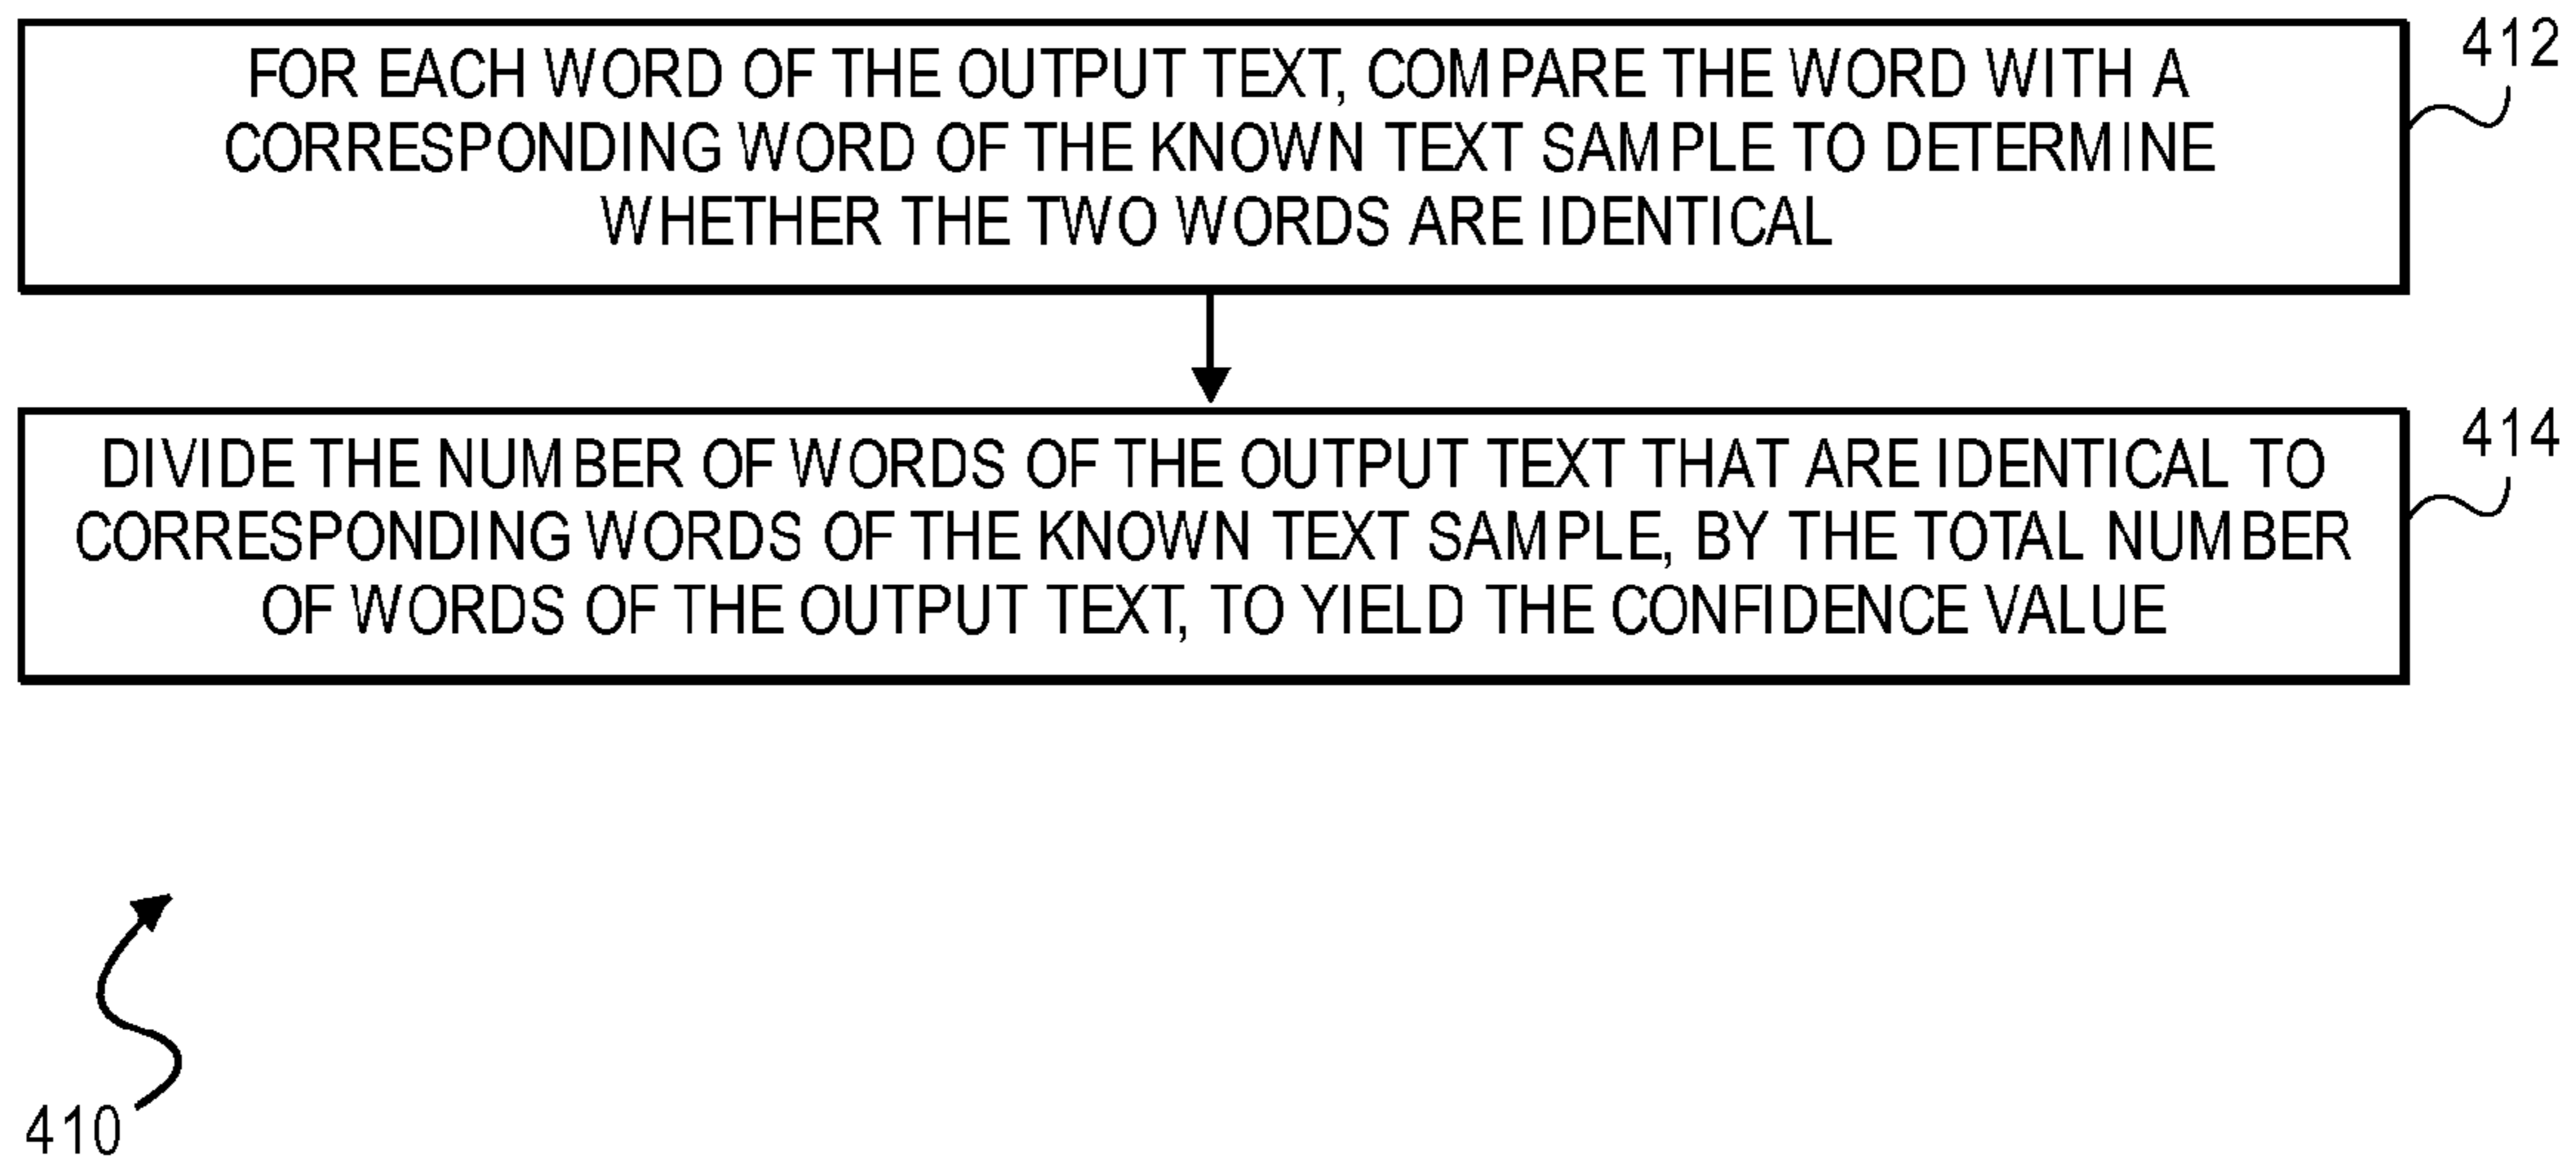 FOR EACH WORD OF THE OUTPUT TEXT, COMPARE THE WORD WITH A
CORRESPONDING WORD OF THE KNOWN TEXT SAMPLE TO DETERMINE
WHETHER THE TWO WORDS ARE IDENTICAL
412
DIVIDE THE NUMBER OF WORDS OF THE OUTPUT TEXT THAT ARE IDENTICAL TO
CORRESPONDING WORDS OF THE KNOWN TEXT SAMPLE, BY THE TOTAL NUMBER
OF WORDS OF THE OUTPUT TEXT, TO YIELD THE CONFIDENCE VALUE
414
410